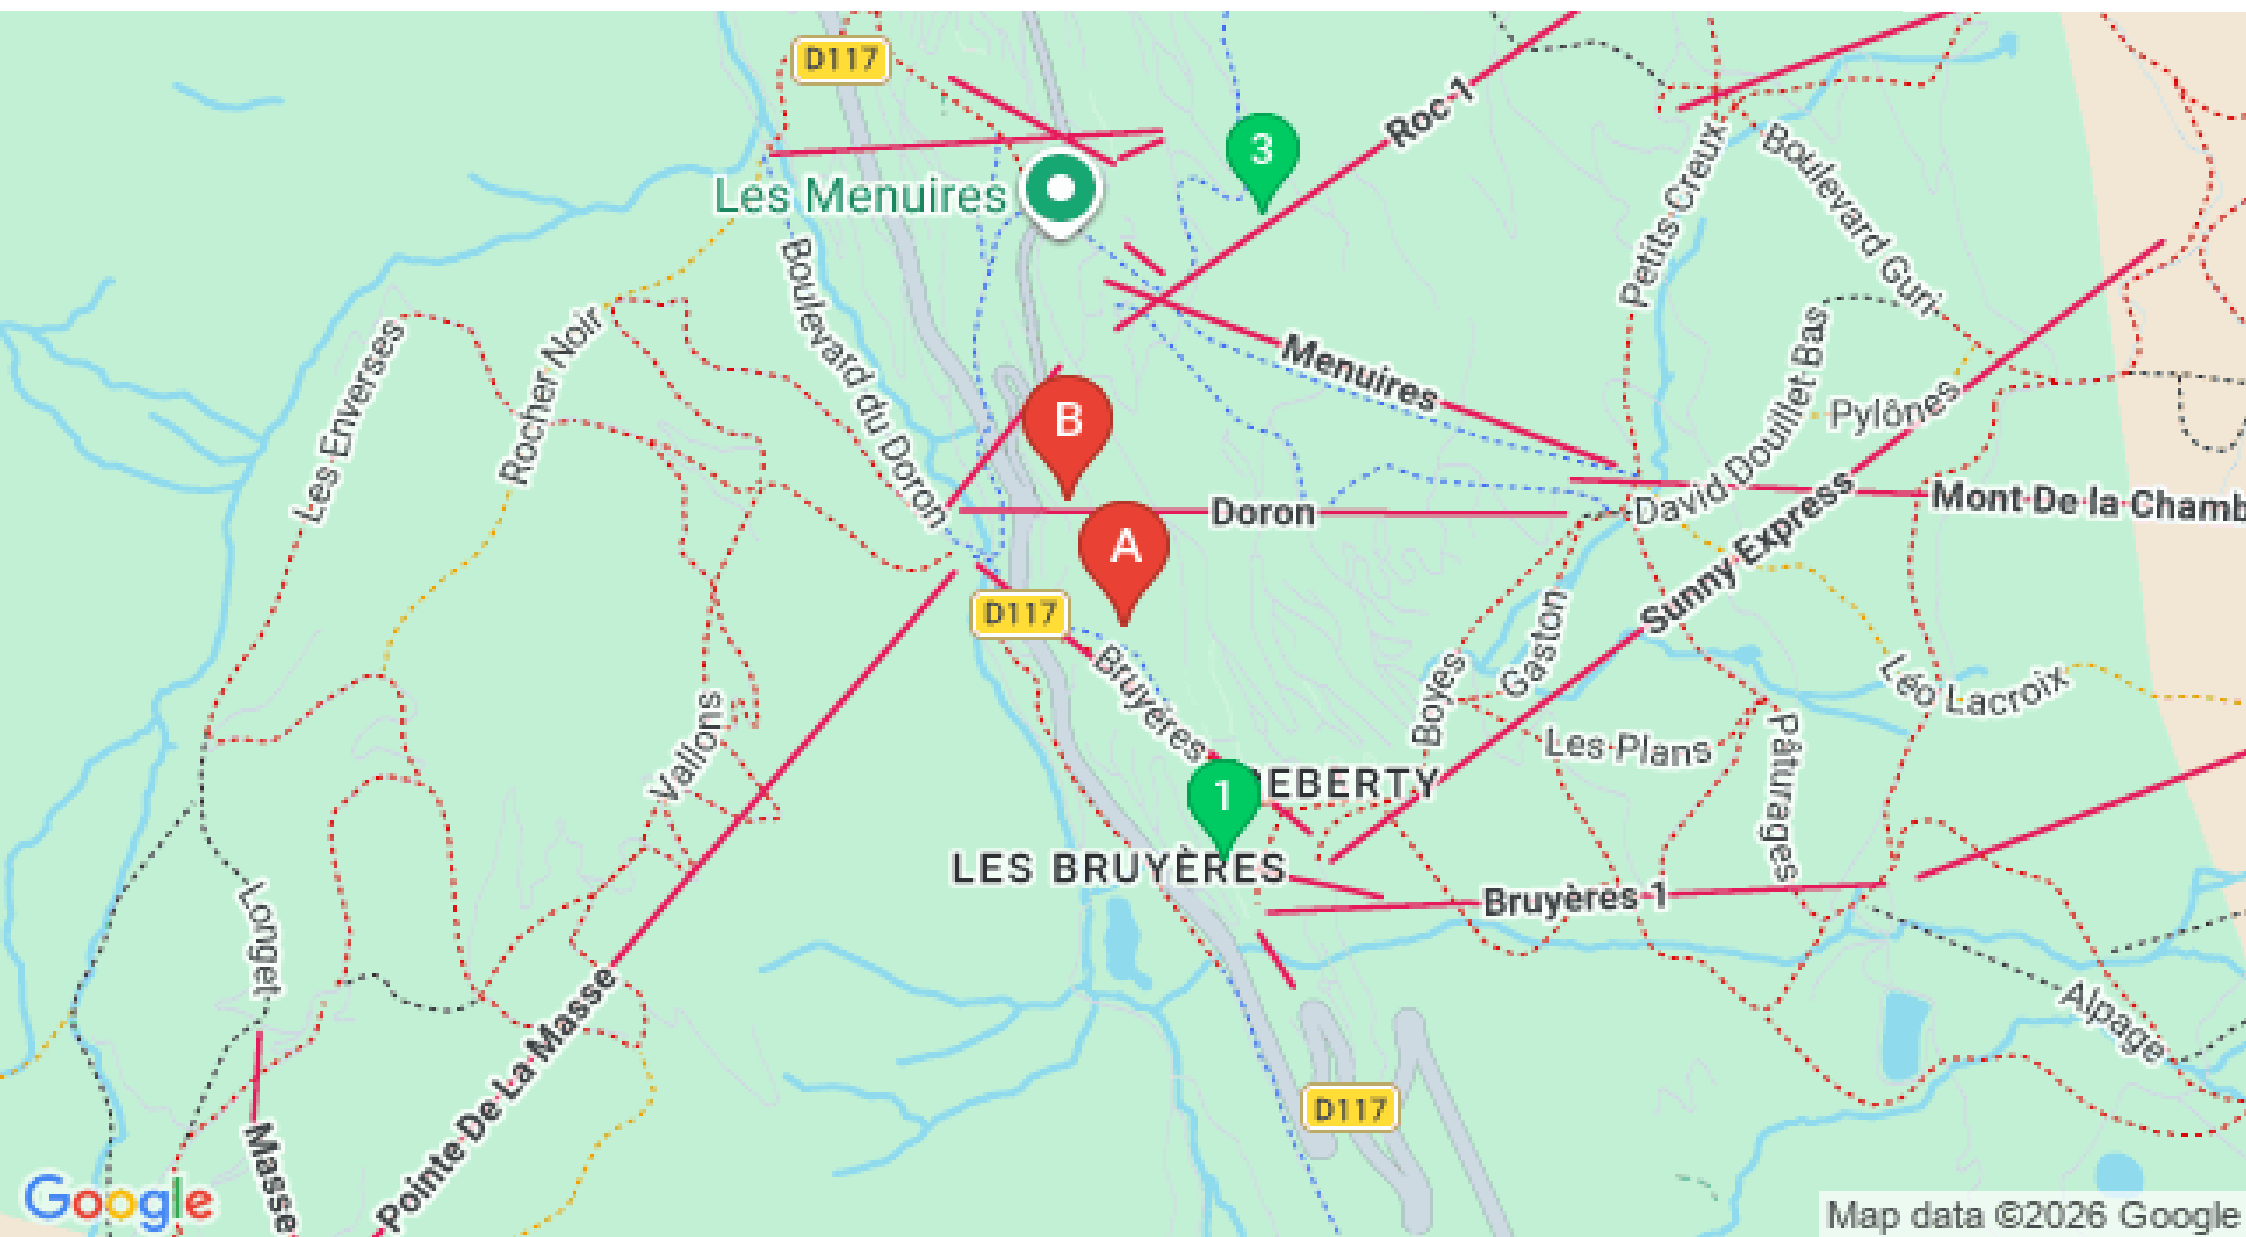 D117
Roc 1
3
Petits Creux
Boulevard Guri
Les Menuires
Boulevard du Doron
Les Enverses
Rocher Noir
Menuires
David Douillet Bas
Pylônes
B
Doron
Mont De la Chamb
A
Sunny Express
D117
Gaston
Boyes
Bruyères
Léo Lacroix
Les Plans
Pâturages
Vallons
1
EBERTY
LES BRUYÈRES
Bruyères 1
Longet
Alpage
Pointe De La Masse
D117
Masse
Google
Map data ©2026 Google